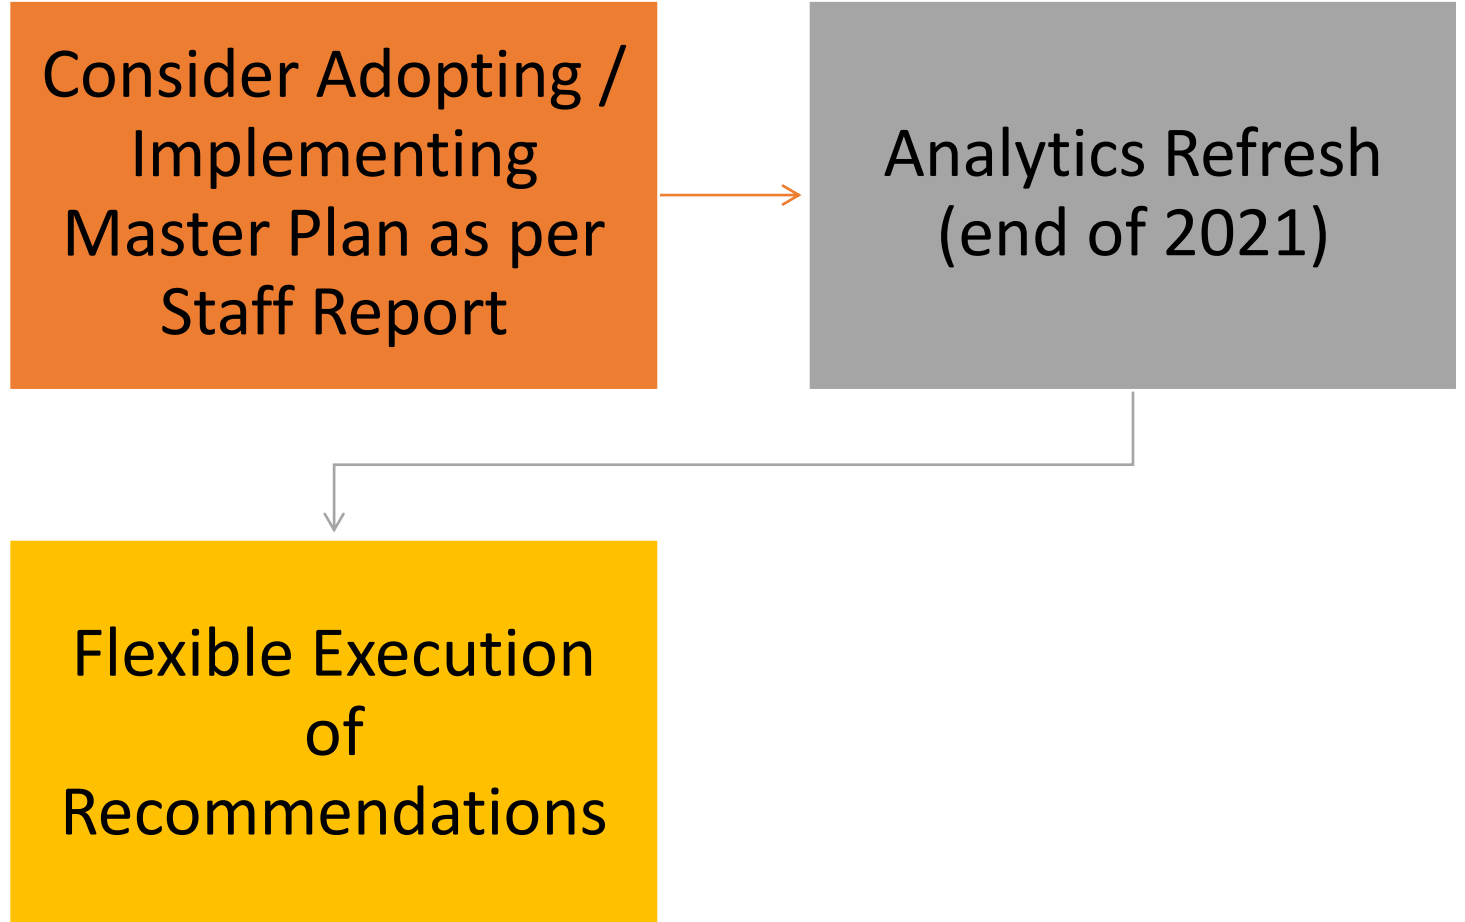 Consider Adopting /
Implementing
Master Plan as per
Staff Report
Analytics Refresh
(end of 2021)
Flexible Execution
of
Recommendations